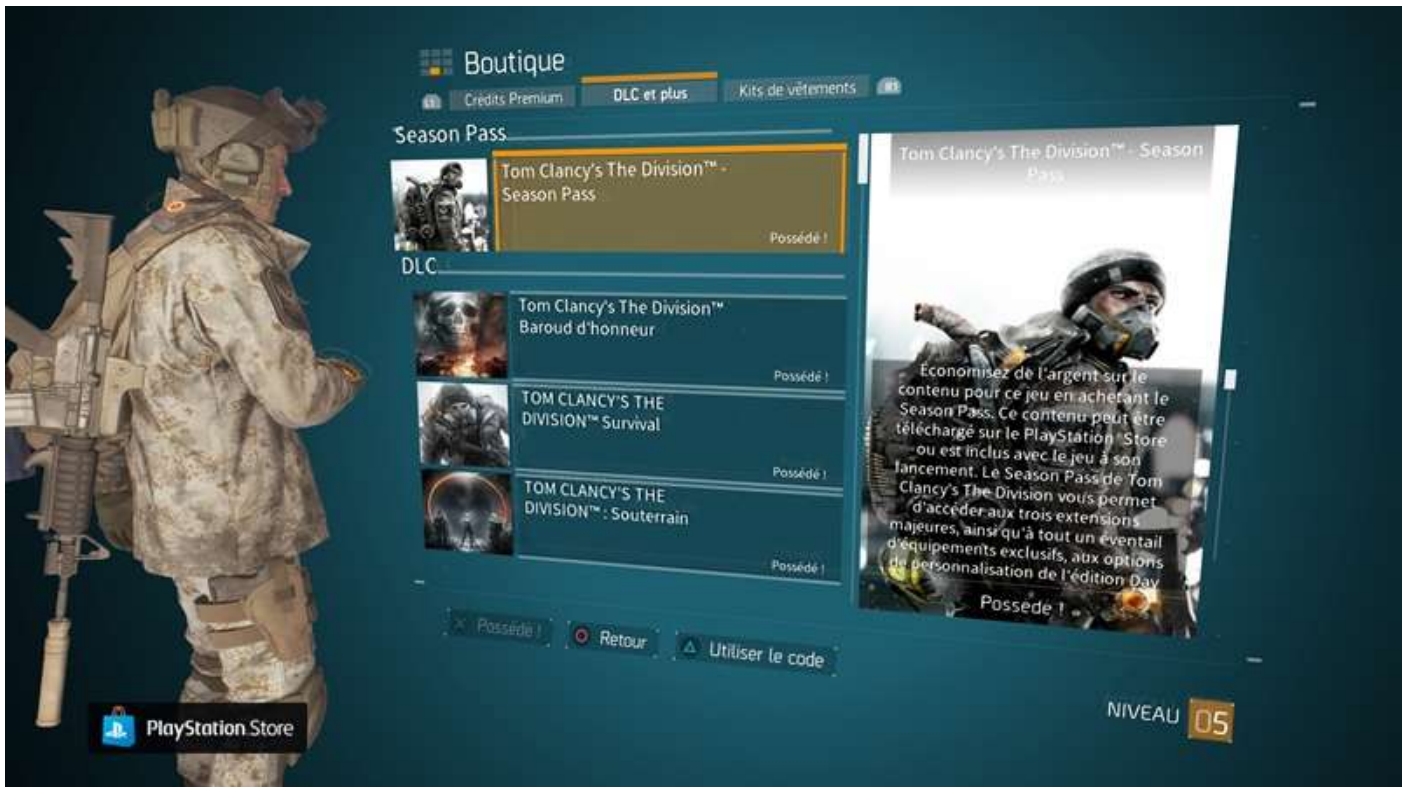 Boutique
L1 Crédits Premium DLC et plus Kits de vêtements R1
Season Pass
Tom Clancy's The Division™ -
Season Pass
Possédé !
DLC
Tom Clancy's The Division™
Baroud d'honneur
Possédé !
TOM CLANCY'S THE
DIVISION™ Survival
Possédé !
TOM CLANCY'S THE
DIVISION™ : Souterrain
Possédé !
Tom Clancy's The Division™ - Season
Pass
Économisez de l'argent sur le
contenu pour ce jeu en achetant le
Season Pass. Ce contenu peut être
téléchargé sur le PlayStation®Store
ou est inclus avec le jeu à son
lancement. Le Season Pass de Tom
Clancy's The Division vous permet
d'accéder aux trois extensions
majeures, ainsi qu'à tout un éventail
d'équipements exclusifs, aux options
de personnalisation de l'édition Day
Possédé !
Possédé !
Retour
Utiliser le code
NIVEAU 05
PlayStation Store